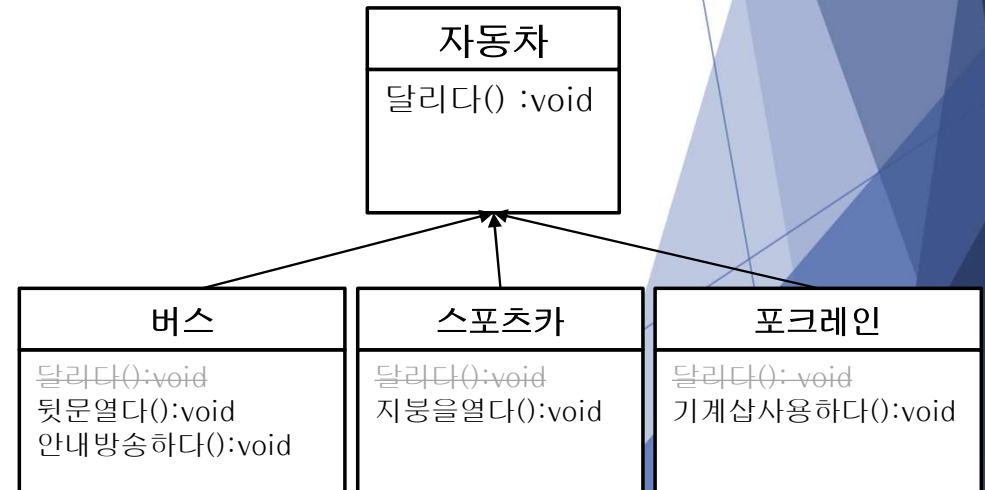 자동차
달리다() :void
버스
달리다():void
뒷문열다():void
안내방송하다():void
스포츠카
달리다():void
지붕을열다():void
포크레인
달리다(): void
기계삽사용하다():void